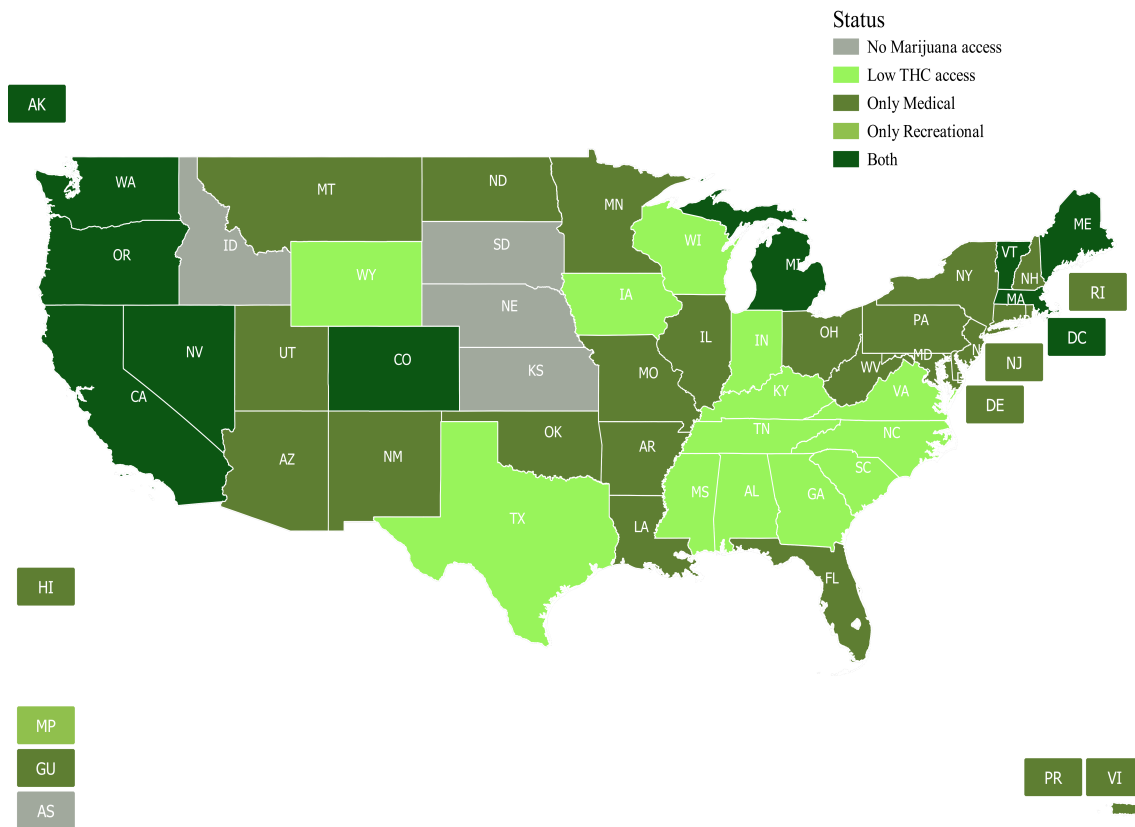 Status
No Marijuana access
Low THC access
Only Medical
Only Recreational
Both
AK
WA
MT
ND
MN
OR
ID
SD
WI
MI
VT
ME
NH
NY
MA
RI
WY
IA
NE
DC
NV
UT
CO
KS
MO
IL
IN
OH
PA
NJ
MD
WV
CA
KY
VA
DE
AZ
NM
OK
AR
TN
NC
SC
TX
MS
AL
GA
LA
FL
HI
MP
GU
AS
PR
VI